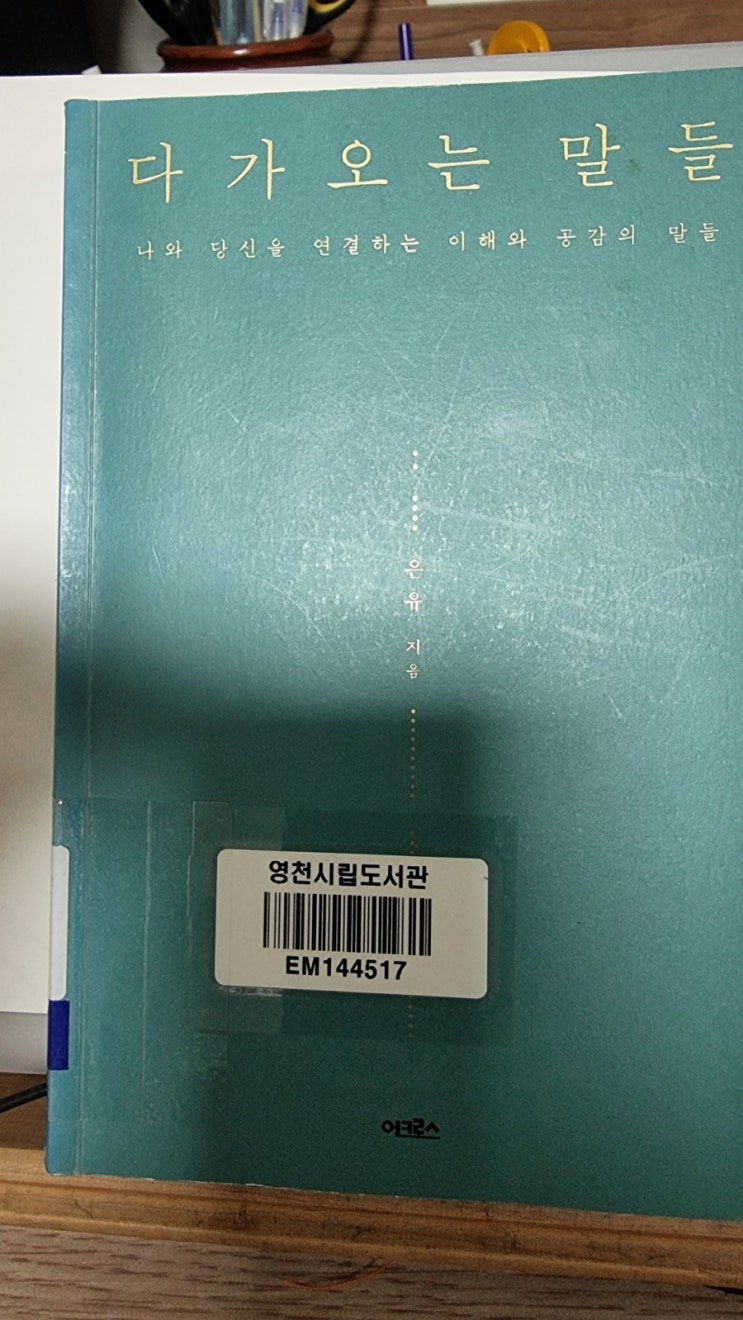 다가오는 말들
나와 당신을 연결하는 이해와 공감의 말들
은유 지음
영천시립도서관
EM144517
어크로스